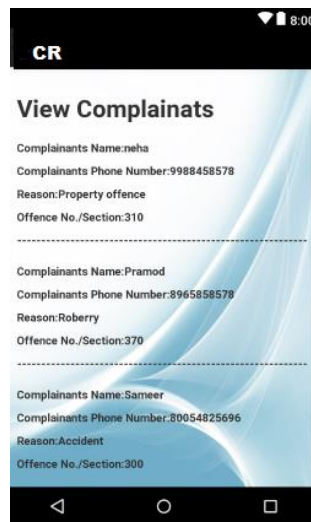 8:00
CR
View Complainats
Complainants Name:neha
Complainants Phone Number:9988458578
Reason:Property offence
Offence No./Section:310
------------------------------------------------------------
Complainants Name:Pramod
Complainants Phone Number:8965858578
Reason:Roberry
Offence No./Section:370
------------------------------------------------------------
Complainants Name:Sameer
Complainants Phone Number:80054825696
Reason:Accident
Offence No./Section:300